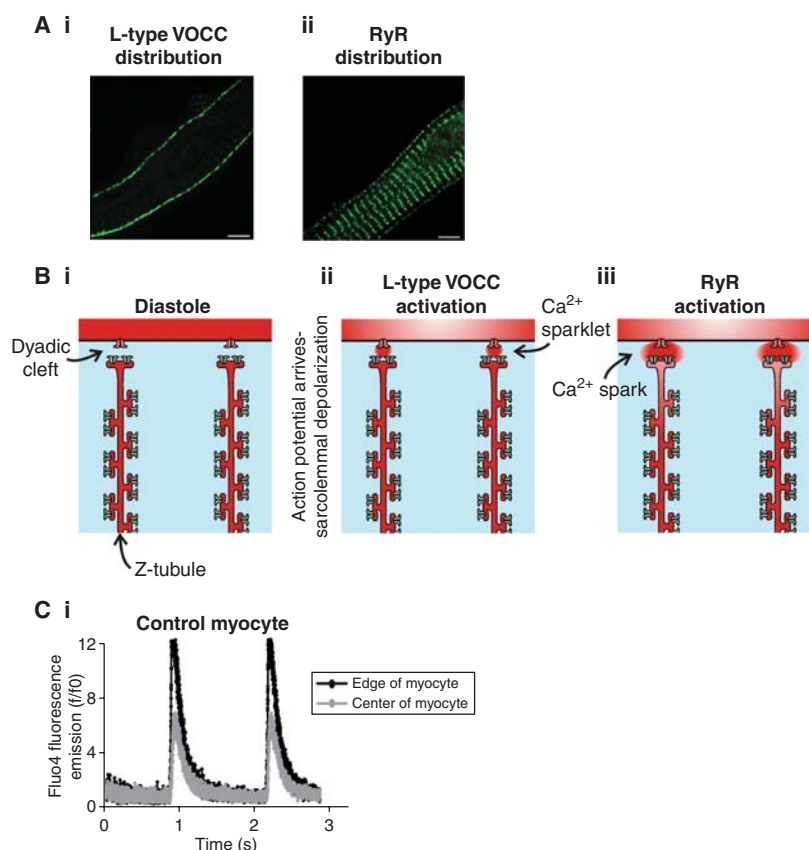 A i
L-type VOCC
distribution
ii
RyR
distribution
B i
Diastole
Dyadic
cleft
Z-tubule
Action potential arrives-
sarcolemmal depolarization
ii
L-type VOCC
activation
Ca2+
sparklet
iii
RyR
activation
Ca2+ spark
C i
Control myocyte
Fluo4 fluorescence
emission (f/f0)
12
8
4
0
0
1
2
3
Time (s)
Edge of myocyte
Center of myocyte